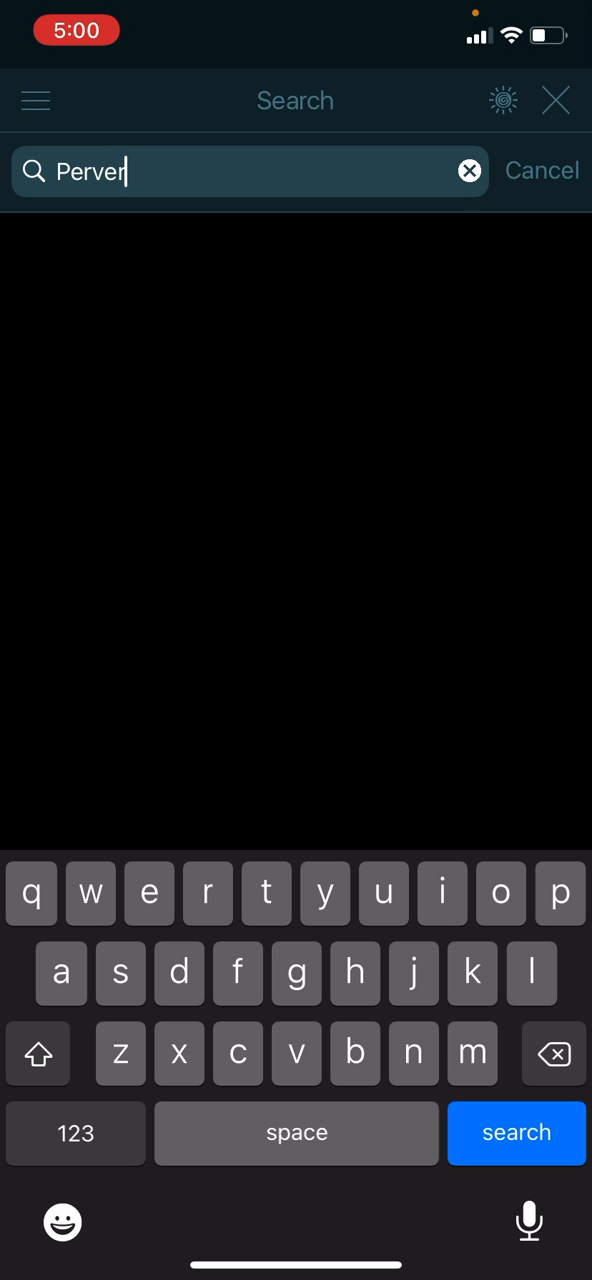 5:00
Search
Perver
Cancel
q w e r t y u i o p
a s d f g h j k l
z x c v b n m
123 space search